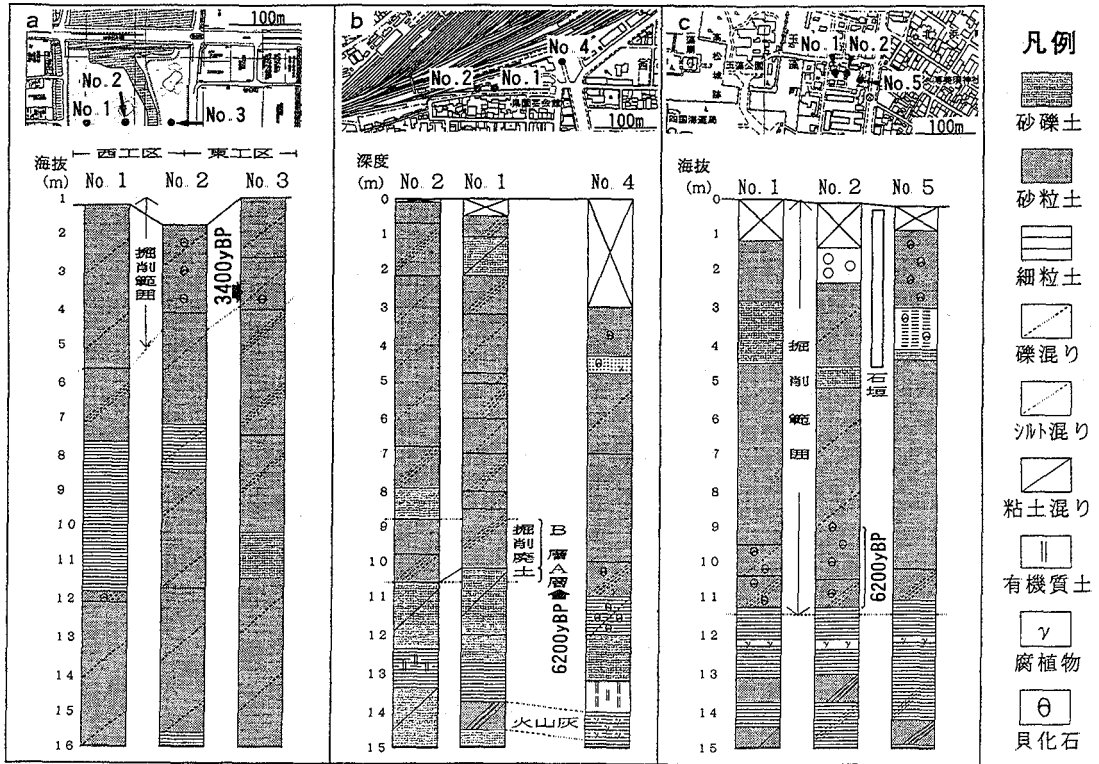 a
100m
No.2
No.1
No.3
西工区
東工区
海抜
(m)
No.1
No.2
No.3
1
2
3
4
5
6
7
8
9
10
11
12
13
14
15
16
掘削範囲
3400yBP
b
No.4
No.2
No.1
100m
深度
(m)
No.2
No.1
No.4
0
1
2
3
4
5
6
7
8
9
10
11
12
13
14
15
掘削廃土
B層
A層
6200yBP
火山灰
c
No.1
No.2
No.5
玉藻公園
100m
海抜
(m)
No.1
No.2
No.5
0
1
2
3
4
5
6
7
8
9
10
11
12
13
14
15
掘削範囲
石垣
6200yBP
凡例
砂礫土
砂粒土
細粒土
礫混り
シルト混り
粘土混り
有機質土
γ
腐植物
θ
貝化石